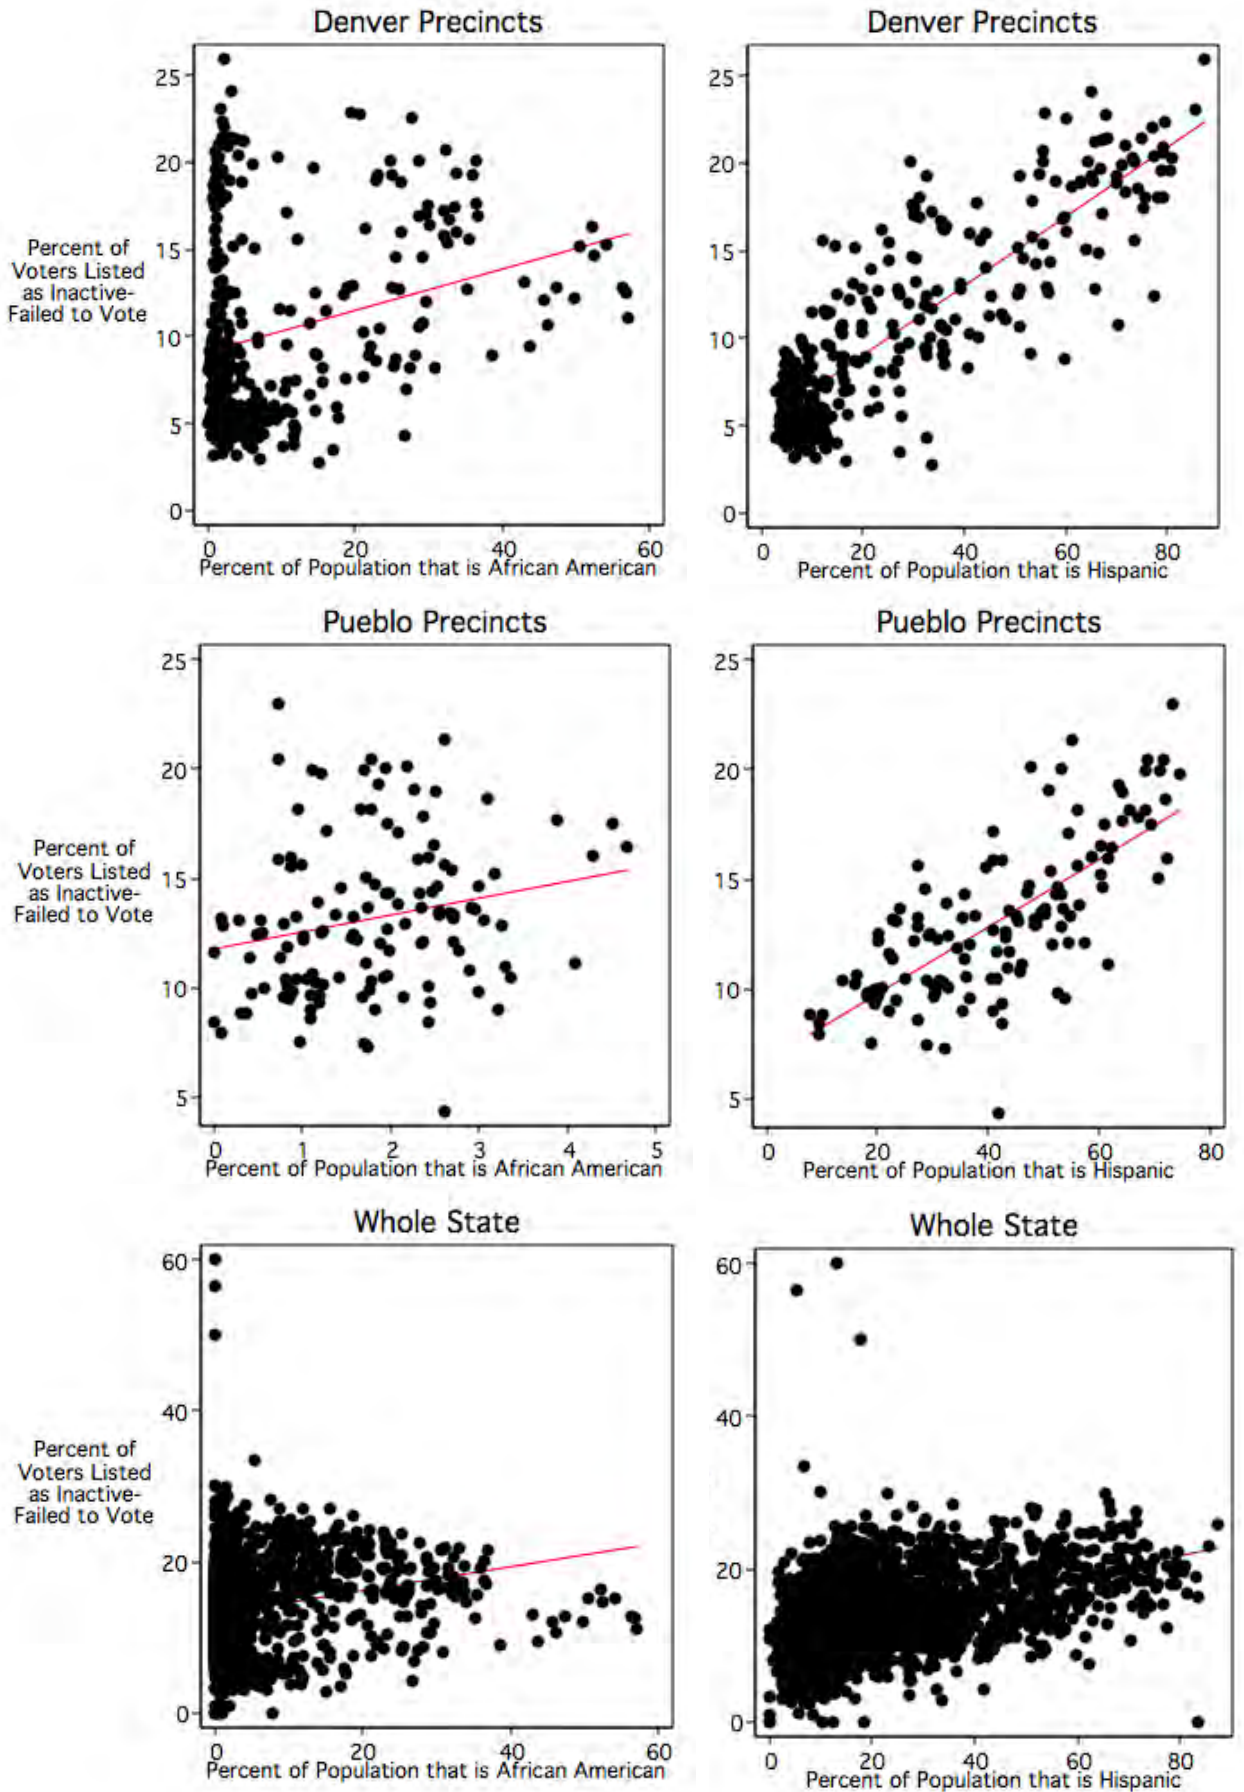 Denver Precincts
Denver Precincts
25
20
15
10
5
0
Percent of
Voters Listed
as Inactive-
Failed to Vote
0 20 40 60
Percent of Population that is African American
25
20
15
10
5
0
0 20 40 60 80
Percent of Population that is Hispanic
Pueblo Precincts
Pueblo Precincts
25
20
15
10
5
Percent of
Voters Listed
as Inactive-
Failed to Vote
0 1 2 3 4 5
Percent of Population that is African American
25
20
15
10
5
0 20 40 60 80
Percent of Population that is Hispanic
Whole State
Whole State
60
40
20
0
Percent of
Voters Listed
as Inactive-
Failed to Vote
0 20 40 60
Percent of Population that is African American
60
40
20
0
0 20 40 60 80
Percent of Population that is Hispanic